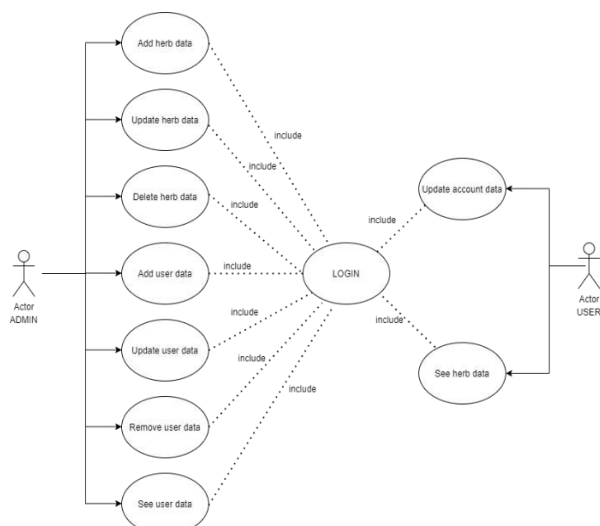 Add herb data
include
Update herb data
include
Delete herb data
include
Update account data
include
Add user data
include
LOGIN
Actor
ADMIN
Actor
USER
include
include
Update user data
include
See herb data
include
Remove user data
See user data